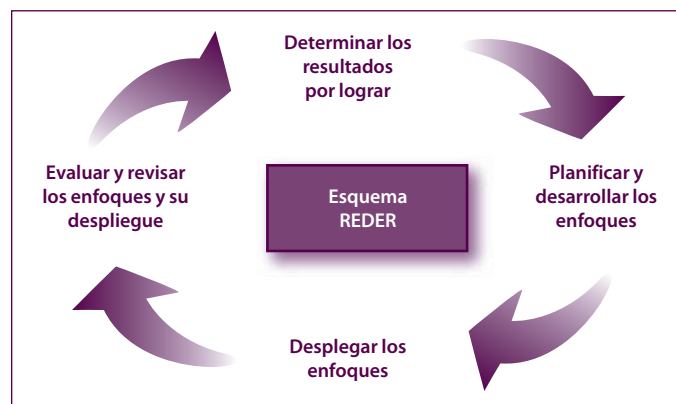 Determinar los
resultados
por lograr
Planificar y
desarrollar los
enfoques
Desplegar los
enfoques
Evaluar y revisar
los enfoques y su
despliegue
Esquema
REDER